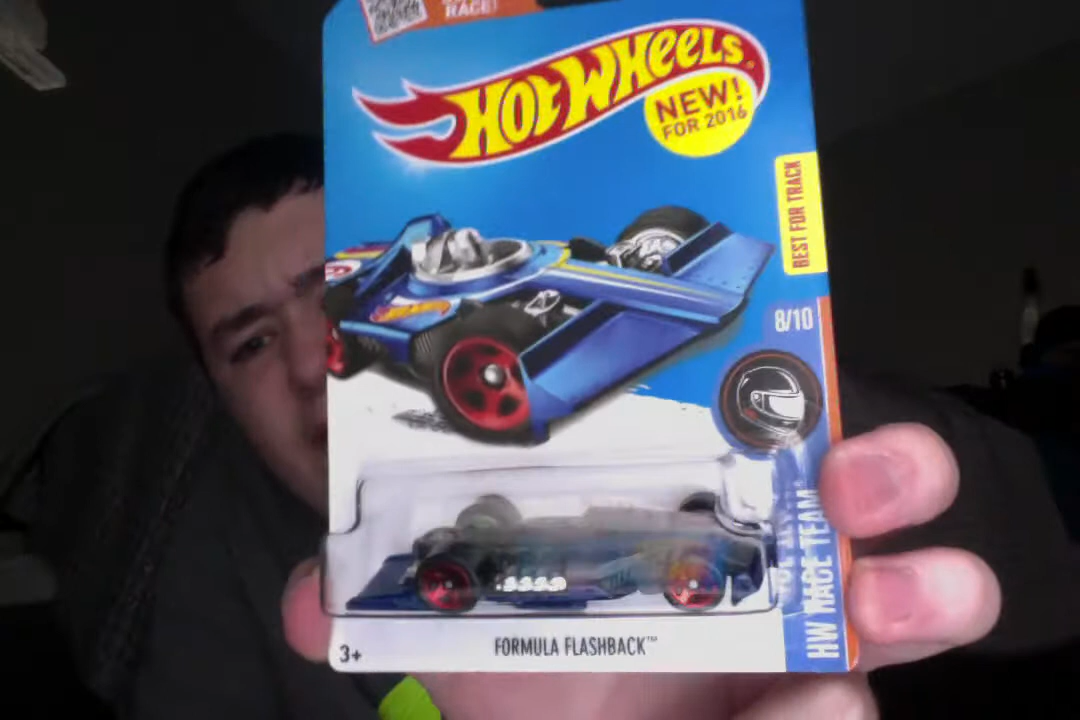 RACE!
HOT WHEELS
NEW!
FOR 2016
BEST FOR TRACK
8/10
HW RACE TEAM
FORMULA FLASHBACK™
3+